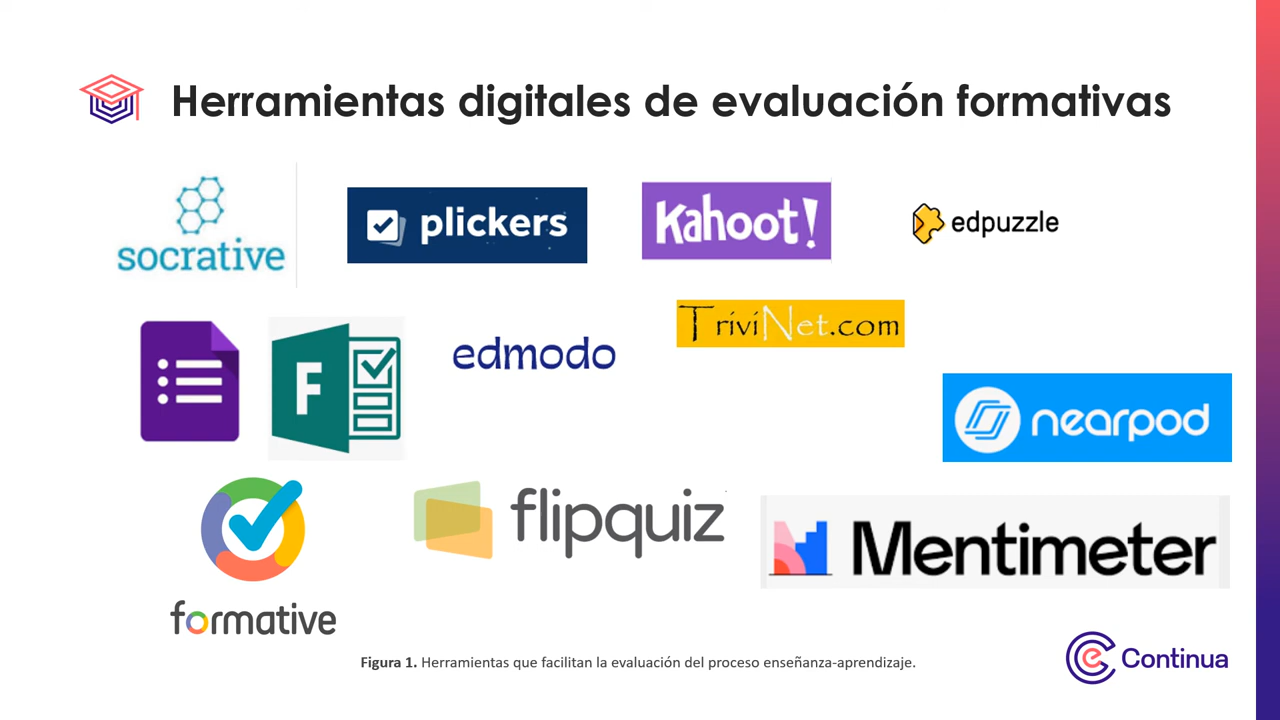 Herramientas digitales de evaluación formativas
socrative
plickers
Kahoot!
edpuzzle
F
edmodo
TriviNet.com
nearpod
formative
flipquiz
Mentimeter
Figura 1. Herramientas que facilitan la evaluación del proceso enseñanza-aprendizaje.
Continua